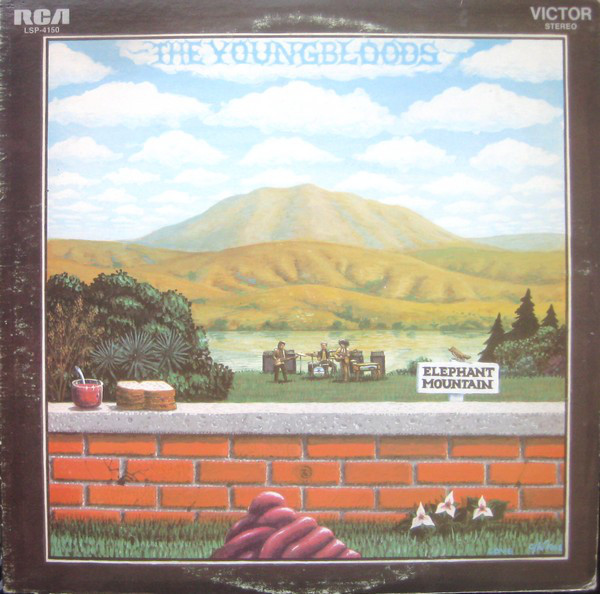 RCA
LSP-4150
VICTOR
STEREO
THE YOUNGBLOODS
ELEPHANT
MOUNTAIN